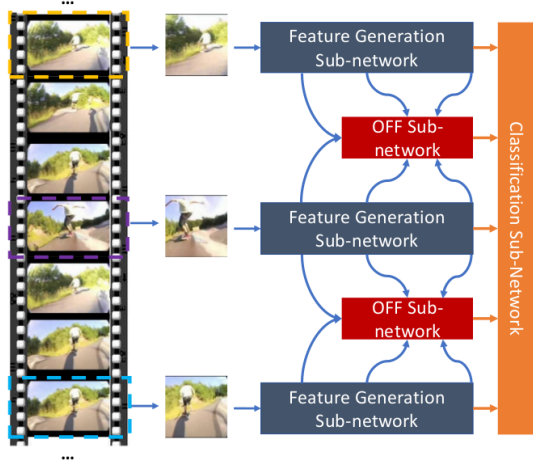 ...
Feature Generation
Sub-network
OFF Sub-
network
Feature Generation
Sub-network
OFF Sub-
network
Feature Generation
Sub-network
Classification Sub-Network
...